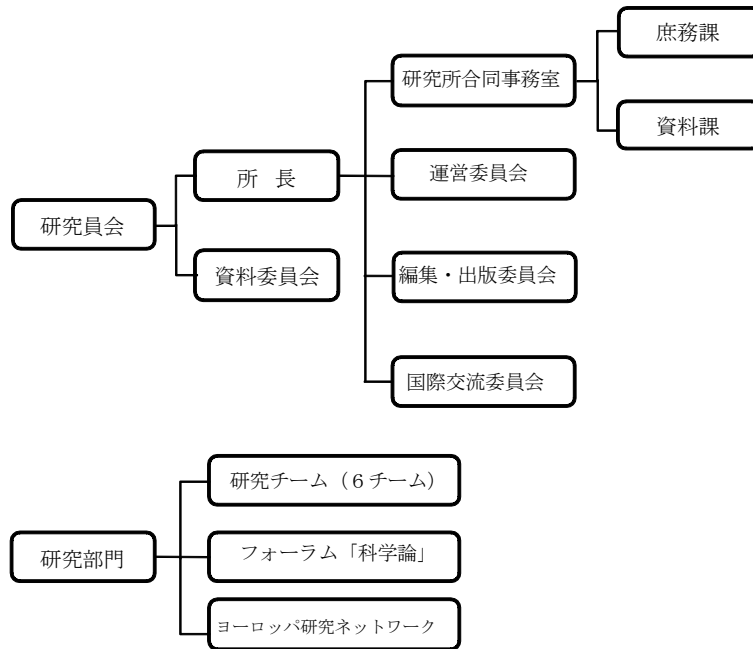 庶務課
研究所合同事務室
資料課
所 長
運営委員会
研究員会
資料委員会
編集・出版委員会
国際交流委員会
研究チーム（６チーム）
研究部門
フォーラム「科学論」
ヨーロッパ研究ネットワーク